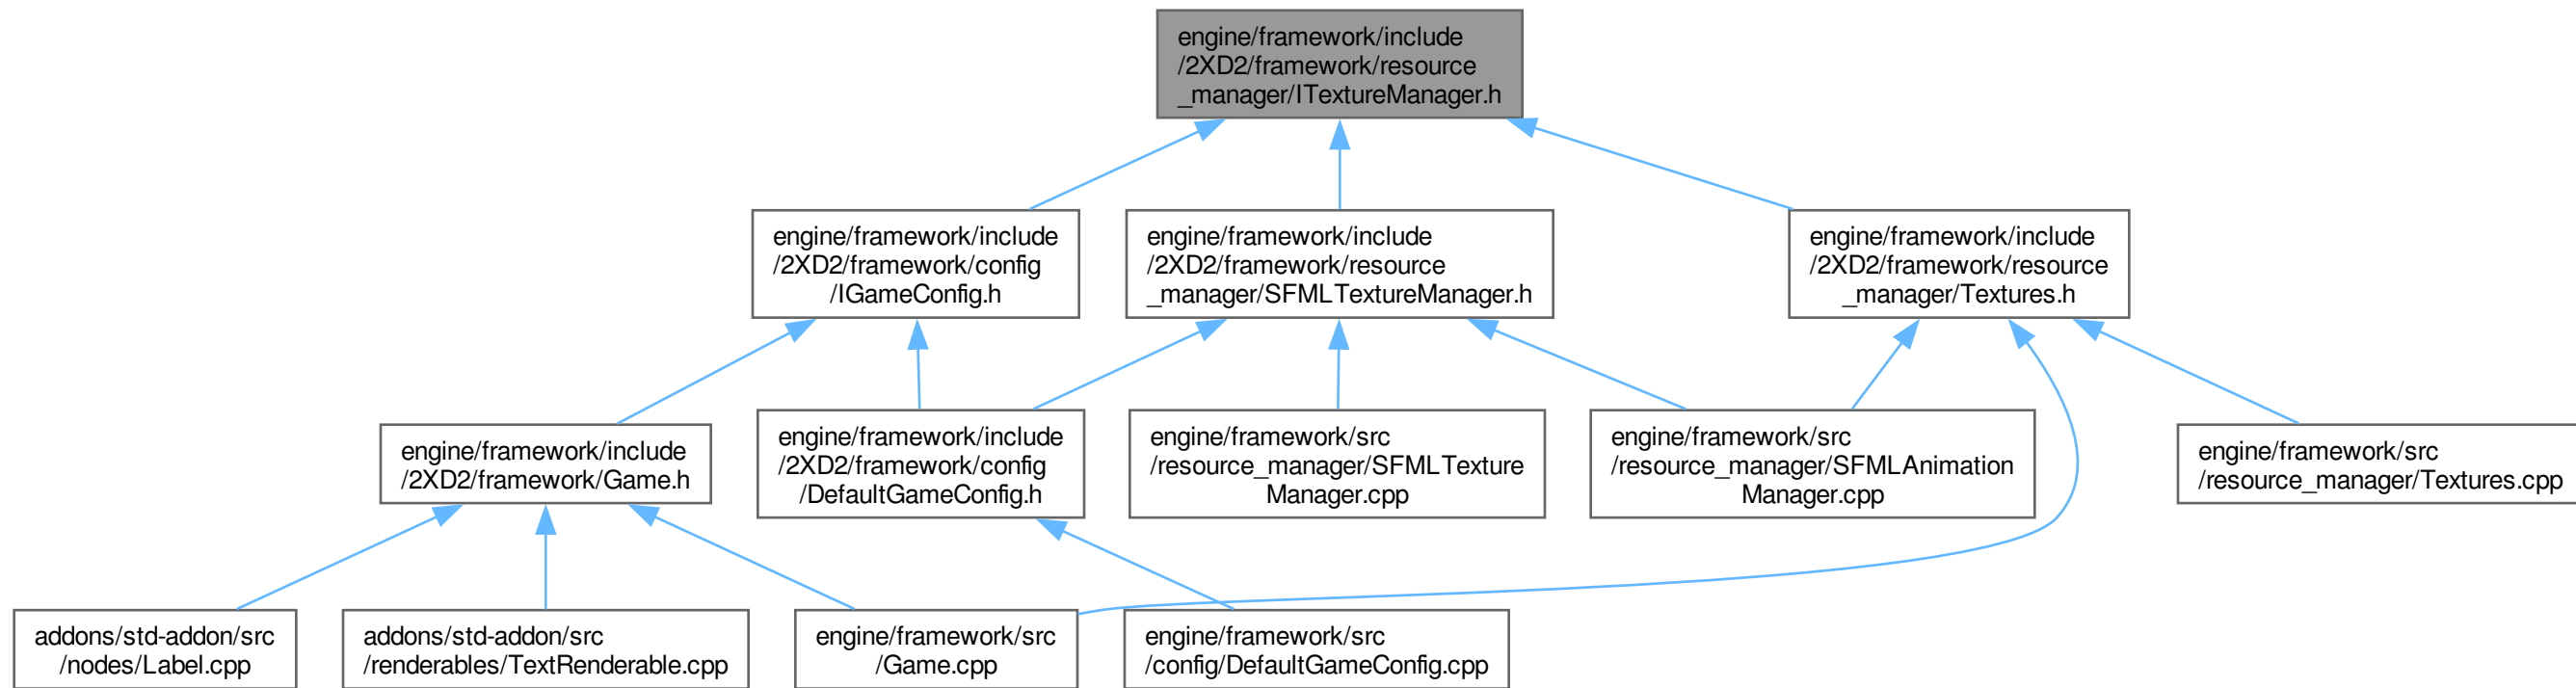 engine/framework/include
/2XD2/framework/resource
_manager/ITextureManager.h
engine/framework/include
/2XD2/framework/config
/IGameConfig.h
engine/framework/include
/2XD2/framework/resource
_manager/SFMLTextureManager.h
engine/framework/include
/2XD2/framework/resource
_manager/Textures.h
engine/framework/include
/2XD2/framework/Game.h
engine/framework/include
/2XD2/framework/config
/DefaultGameConfig.h
engine/framework/src
/resource_manager/SFMLTexture
Manager.cpp
engine/framework/src
/resource_manager/SFMLAnimation
Manager.cpp
engine/framework/src
/resource_manager/Textures.cpp
addons/std-addon/src
/nodes/Label.cpp
addons/std-addon/src
/renderables/TextRenderable.cpp
engine/framework/src
/Game.cpp
engine/framework/src
/config/DefaultGameConfig.cpp